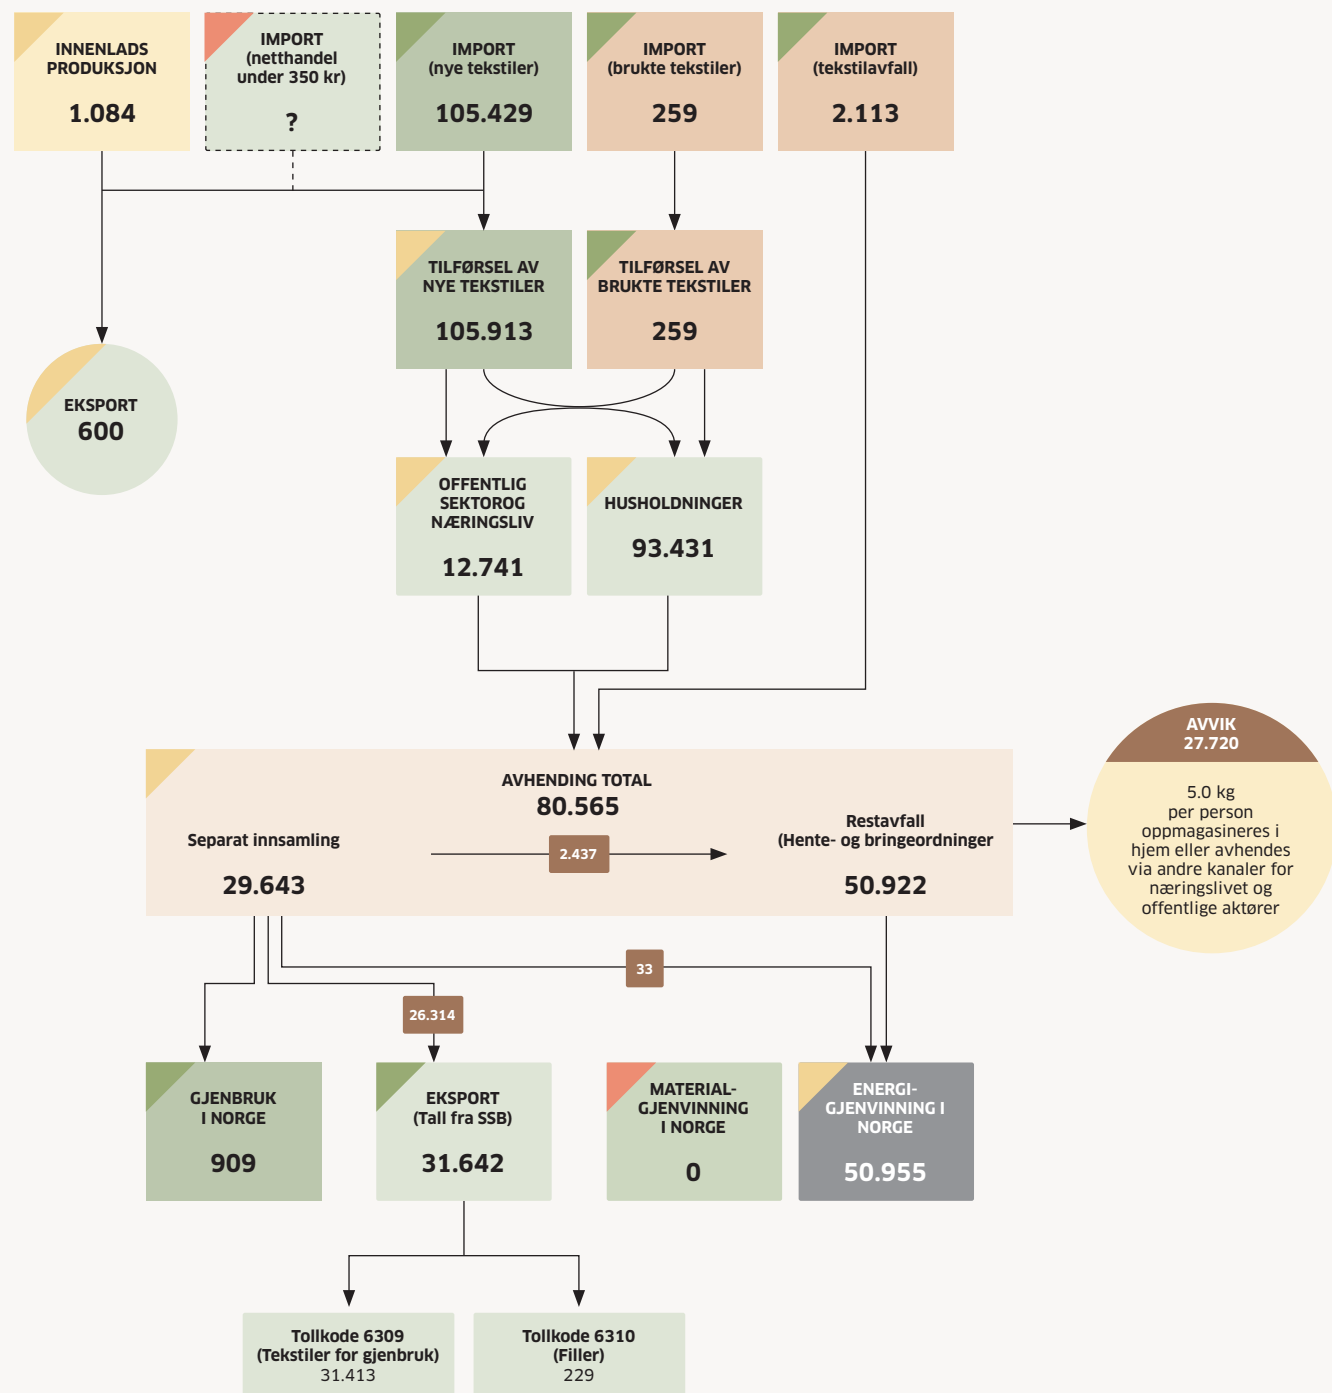 INNENLADS
PRODUKSJON
1.084
IMPORT
(netthandel
under 350 kr)
?
IMPORT
(nye tekstiler)
105.429
IMPORT
(brukte tekstiler)
259
IMPORT
(tekstilavfall)
2.113
TILFØRSEL AV
NYE TEKSTILER
105.913
TILFØRSEL AV
BRUKTE TEKSTILER
259
EKSPORT
600
OFFENTLIG
SEKTOROG
NÆRINGSLIV
12.741
HUSHOLDNINGER
93.431
AVHENDING TOTAL
80.565
Separat innsamling
29.643
2.437
Restavfall
(Hente- og bringeordninger
50.922
AVVIK
27.720
5.0 kg
per person
oppmagasineres i
hjem eller avhendes
via andre kanaler for
næringslivet og
offentlige aktører
33
26.314
GJENBRUK
I NORGE
909
EKSPORT
(Tall fra SSB)
31.642
MATERIAL-
GJENVINNING
I NORGE
0
ENERGI-
GJENVINNING I
NORGE
50.955
Tollkode 6309
(Tekstiler for gjenbruk)
31.413
Tollkode 6310
(Filler)
229